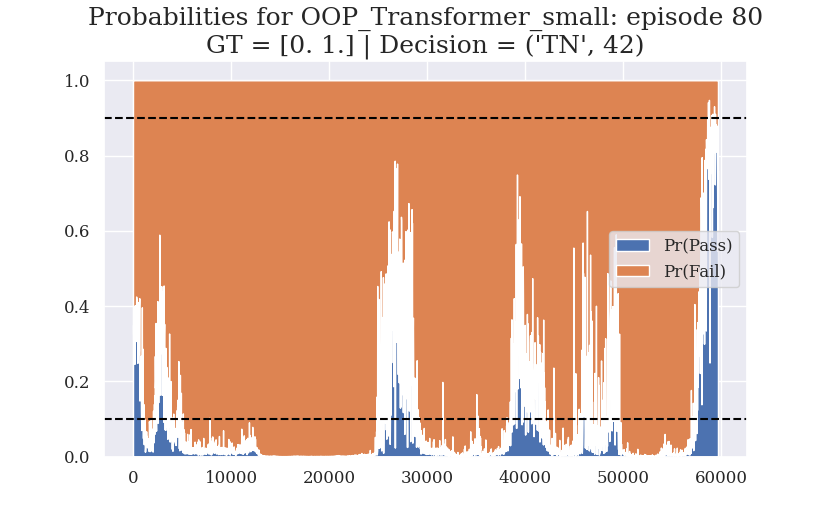 Probabilities for OOP_Transformer_small: episode 80
GT = [0. 1.] | Decision = ('TN', 42)
1.0
0.8
0.6
0.4
0.2
0.0
Pr(Pass)
Pr(Fail)
0 10000 20000 30000 40000 50000 60000